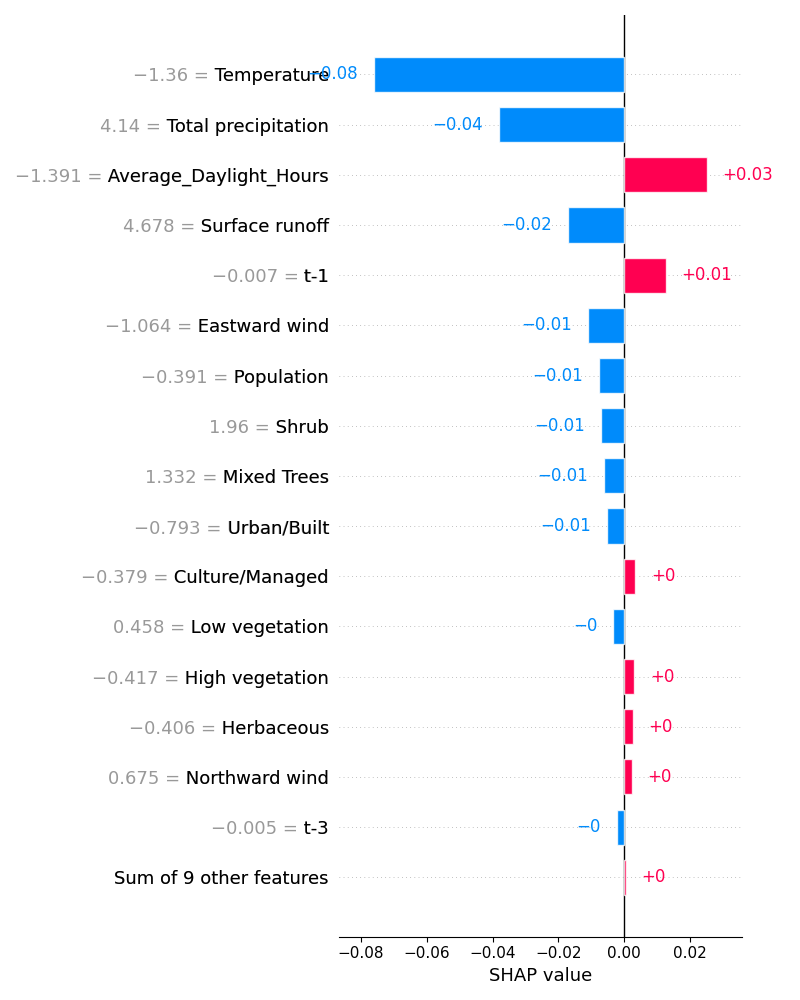 −1.36 = Temperature −0.08
4.14 = Total precipitation −0.04
−1.391 = Average_Daylight_Hours +0.03
4.678 = Surface runoff −0.02
−0.007 = t-1 +0.01
−1.064 = Eastward wind −0.01
−0.391 = Population −0.01
1.96 = Shrub −0.01
1.332 = Mixed Trees −0.01
−0.793 = Urban/Built −0.01
−0.379 = Culture/Managed +0
0.458 = Low vegetation −0
−0.417 = High vegetation +0
−0.406 = Herbaceous +0
0.675 = Northward wind +0
−0.005 = t-3 −0
Sum of 9 other features +0
−0.08 −0.06 −0.04 −0.02 0.00 0.02
SHAP value